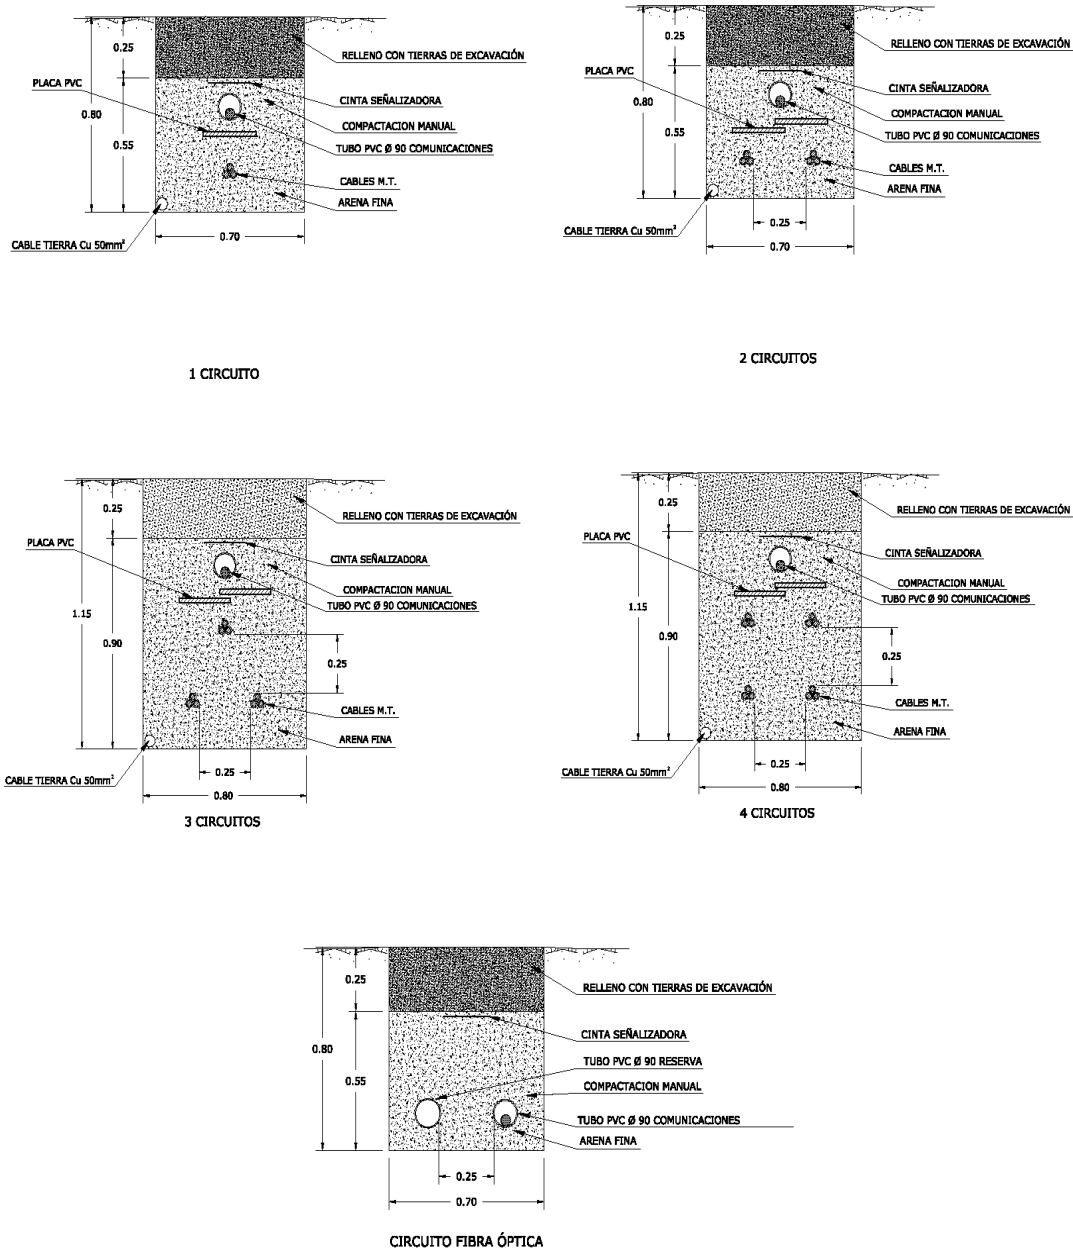 0.25
RELLENO CON TIERRAS DE EXCAVACIÓN
PLACA PVC
CINTA SEÑALIZADORA
0.80
COMPACTACION MANUAL
0.55
TUBO PVC Ø 90 COMUNICACIONES
CABLES M.T.
ARENA FINA
0.70
CABLE TIERRA Cu 50mm²
1 CIRCUITO
0.25
RELLENO CON TIERRAS DE EXCAVACIÓN
PLACA PVC
CINTA SEÑALIZADORA
0.80
COMPACTACION MANUAL
0.55
TUBO PVC Ø 90 COMUNICACIONES
CABLES M.T.
ARENA FINA
0.25
CABLE TIERRA Cu 50mm²
0.70
2 CIRCUITOS
0.25
RELLENO CON TIERRAS DE EXCAVACIÓN
PLACA PVC
CINTA SEÑALIZADORA
COMPACTACION MANUAL
TUBO PVC Ø 90 COMUNICACIONES
1.15
0.90
0.25
CABLES M.T.
ARENA FINA
0.25
CABLE TIERRA Cu 50mm²
0.80
3 CIRCUITOS
0.25
RELLENO CON TIERRAS DE EXCAVACIÓN
PLACA PVC
CINTA SEÑALIZADORA
COMPACTACION MANUAL
TUBO PVC Ø 90 COMUNICACIONES
1.15
0.90
0.25
CABLES M.T.
ARENA FINA
0.25
CABLE TIERRA Cu 50mm²
0.80
4 CIRCUITOS
0.25
RELLENO CON TIERRAS DE EXCAVACIÓN
CINTA SEÑALIZADORA
0.80
TUBO PVC Ø 90 RESERVA
0.55
COMPACTACIÓN MANUAL
TUBO PVC Ø 90 COMUNICACIONES
ARENA FINA
0.25
0.70
CIRCUITO FIBRA ÓPTICA